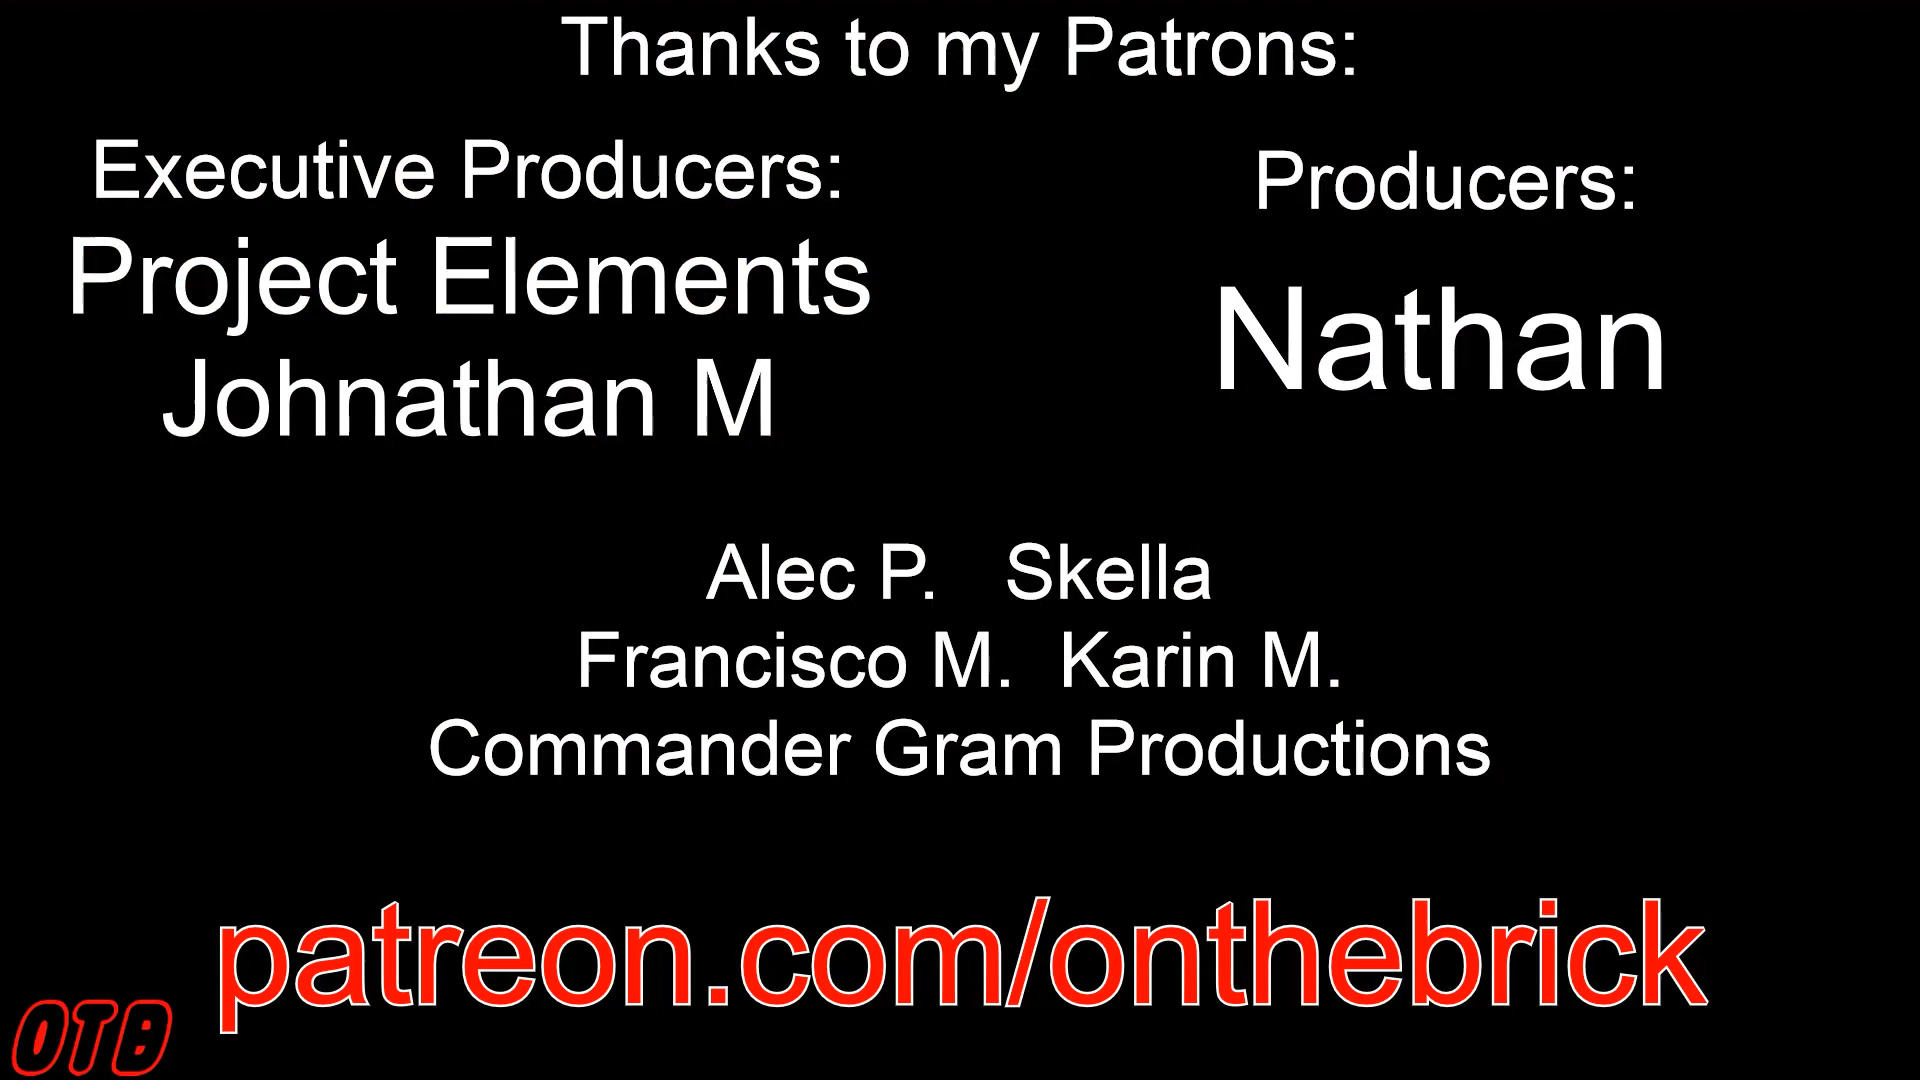 Thanks to my Patrons:
Executive Producers:
Project Elements
Johnathan M
Producers:
Nathan
Alec P. Skella
Francisco M. Karin M.
Commander Gram Productions
patreon.com/onthebrick
OTB